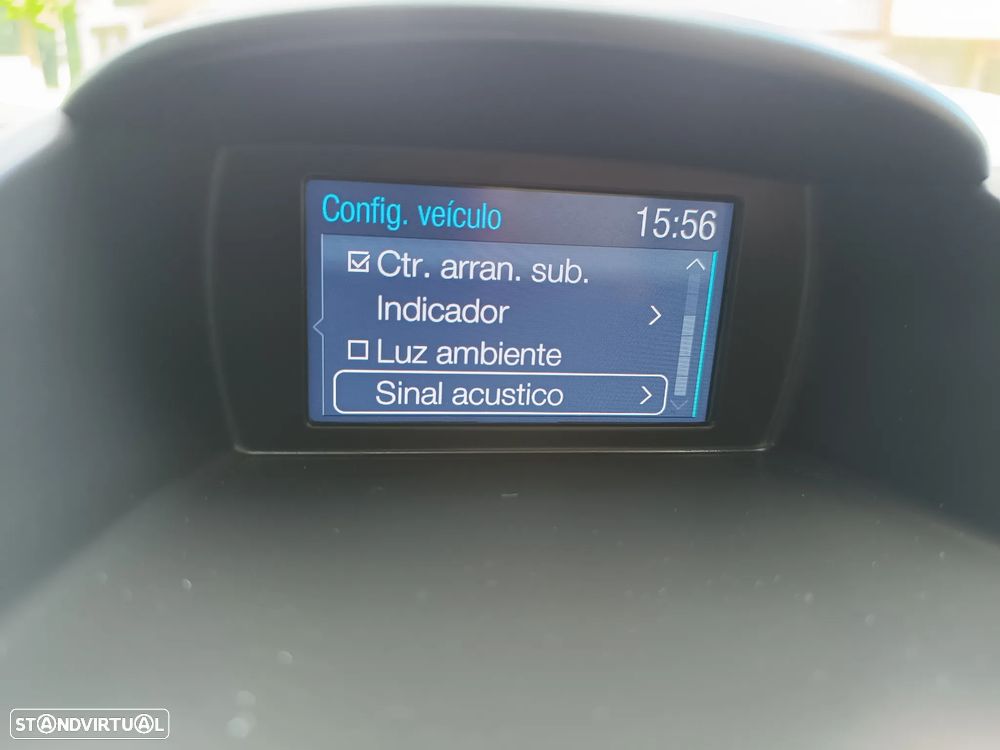 Config. veículo 15:56
Ctr. arran. sub.
Indicador
Luz ambiente
Sinal acustico
STANDVIRTUAL